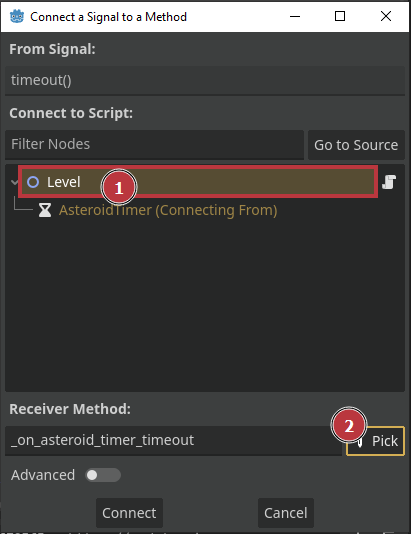 Connect a Signal to a Method
From Signal:
timeout()
Connect to Script:
Filter Nodes
Go to Source
Level
1
AsteroidTimer (Connecting From)
Receiver Method:
2
_on_asteroid_timer_timeout
Pick
Advanced
Connect
Cancel